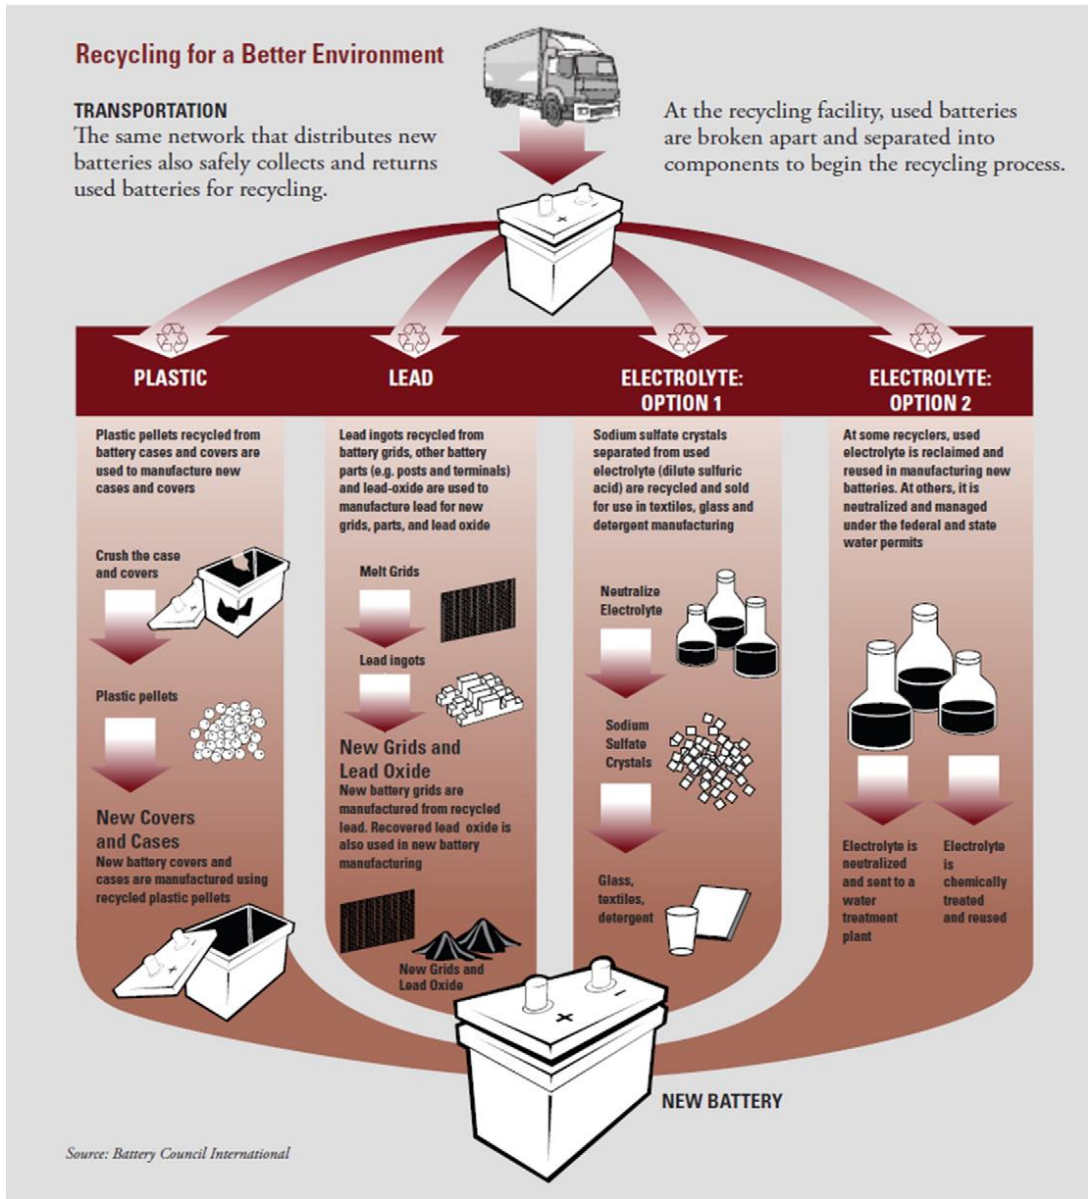 Recycling for a Better Environment
TRANSPORTATION
The same network that distributes new
batteries also safely collects and returns
used batteries for recycling.
At the recycling facility, used batteries
are broken apart and separated into
components to begin the recycling process.
+ -
PLASTIC
Plastic pellets recycled from
battery cases and covers are
used to manufacture new
cases and covers
Crush the case
and covers
+
Plastic pellets
New Covers
and Cases
New battery covers and
cases are manufactured using
recycled plastic pellets
+
LEAD
Lead ingots recycled from
battery grids, other battery
parts (e.g. posts and terminals)
and lead-oxide are used to
manufacture lead for new
grids, parts, and lead oxide
Melt Grids
Lead ingots
New Grids and
Lead Oxide
New battery grids are
manufactured from recycled
lead. Recovered lead oxide is
also used in new battery
manufacturing
New Grids and
Lead Oxide
ELECTROLYTE:
OPTION 1
Sodium sulfate crystals
separated from used
electrolyte (dilute sulfuric
acid) are recycled and sold
for use in textiles, glass and
detergent manufacturing
Neutralize
Electrolyte
Sodium
Sulfate
Crystals
Glass,
textiles,
detergent
ELECTROLYTE:
OPTION 2
At some recyclers, used
electrolyte is reclaimed and
reused in manufacturing new
batteries. At others, it is
neutralized and managed
under the federal and state
water permits
Electrolyte is
neutralized
and sent to a
water
treatment
plant
Electrolyte
is
chemically
treated
and reused
+ -
NEW BATTERY
Source: Battery Council International